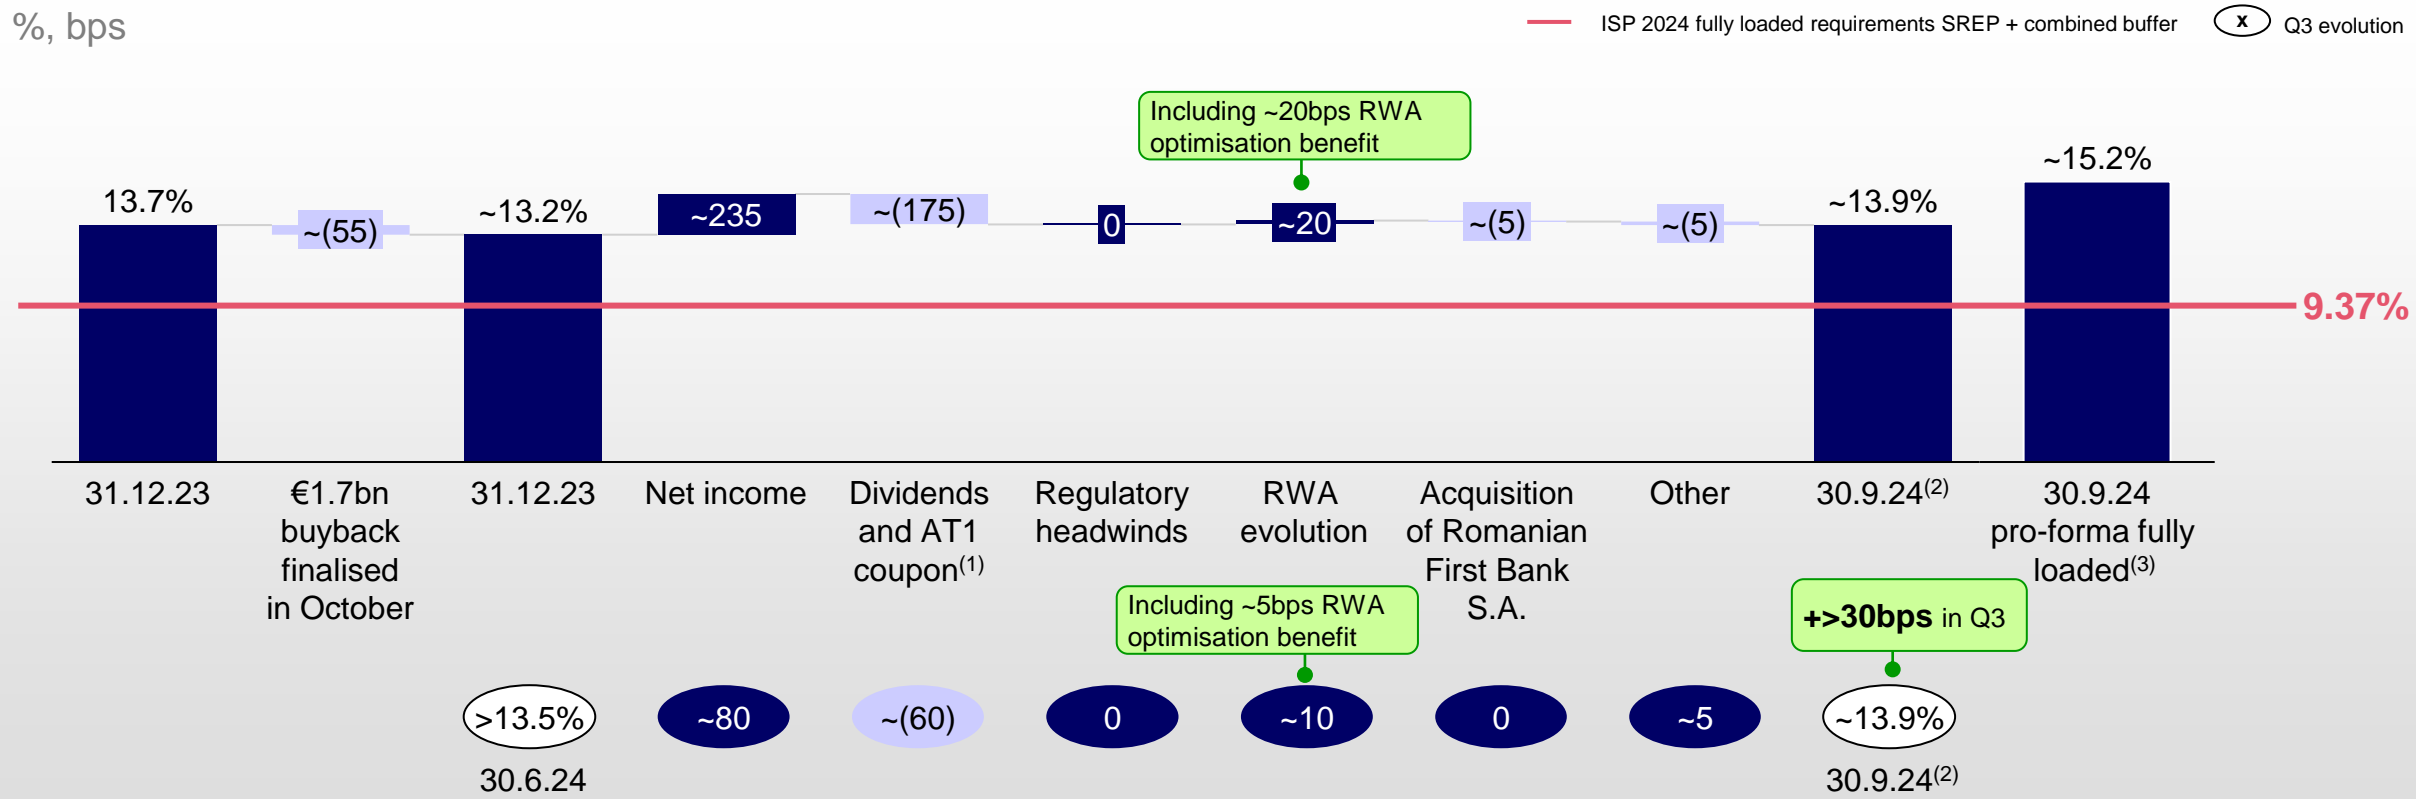 %, bps
ISP 2024 fully loaded requirements SREP + combined buffer
x
Q3 evolution
Including ~20bps RWA
optimisation benefit
13.7%
~(55)
~13.2%
~235
~(175)
0
~20
~(5)
~(5)
~13.9%
~15.2%
9.37%
31.12.23
€1.7bn
buyback
finalised
in October
31.12.23
Net income
Dividends
and AT1
coupon(1)
Regulatory
headwinds
RWA
evolution
Acquisition
of Romanian
First Bank
S.A.
Other
30.9.24(2)
30.9.24
pro-forma fully
loaded(3)
Including ~5bps RWA
optimisation benefit
+>30bps in Q3
>13.5%
~80
~(60)
0
~10
0
~5
~13.9%
30.6.24
30.9.24(2)